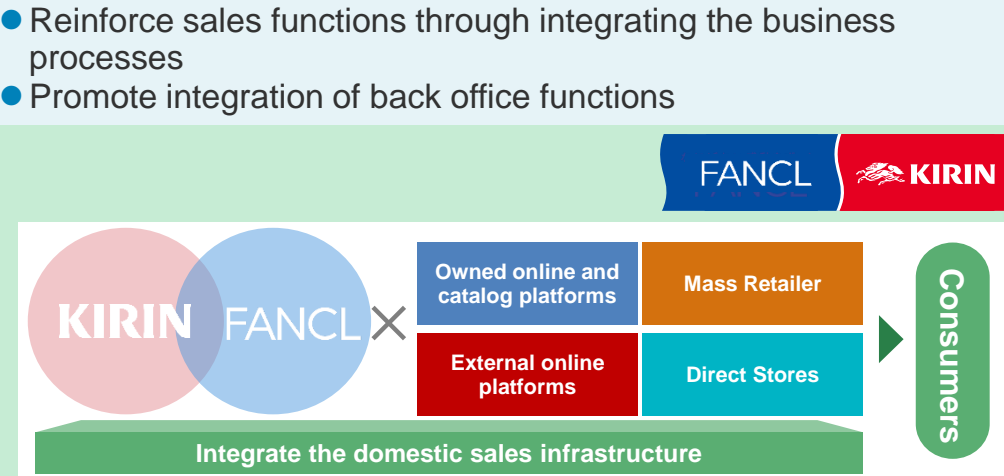 Reinforce sales functions through integrating the business
processes
Promote integration of back office functions
FANCL
KIRIN
KIRIN
FANCL
Owned online and
catalog platforms
Mass Retailer
External online
platforms
Direct Stores
Consumers
Integrate the domestic sales infrastructure